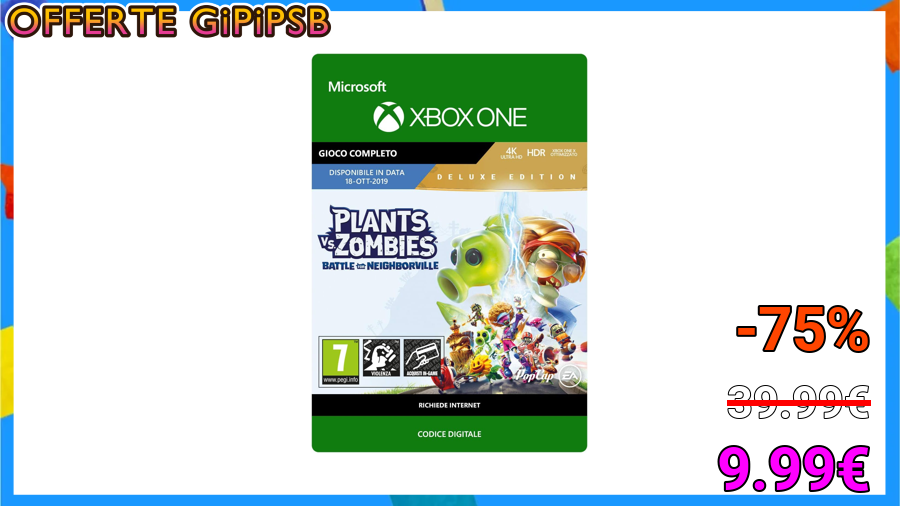 OFFERTE GiPiPSB
Microsoft
XBOX ONE
GIOCO COMPLETO
4K
ULTRA HD
HDR
DISPONIBILE IN DATA
18-OTT-2019
DELUXE EDITION
PLANTS
VS. ZOMBIES
BATTLE FOR NEIGHBORVILLE
7
www.pegi.info
VIOLENZA
ACQUISTI IN-GAME
PopCap
EA
RICHIEDE INTERNET
CODICE DIGITALE
-75%
39.99€
9.99€